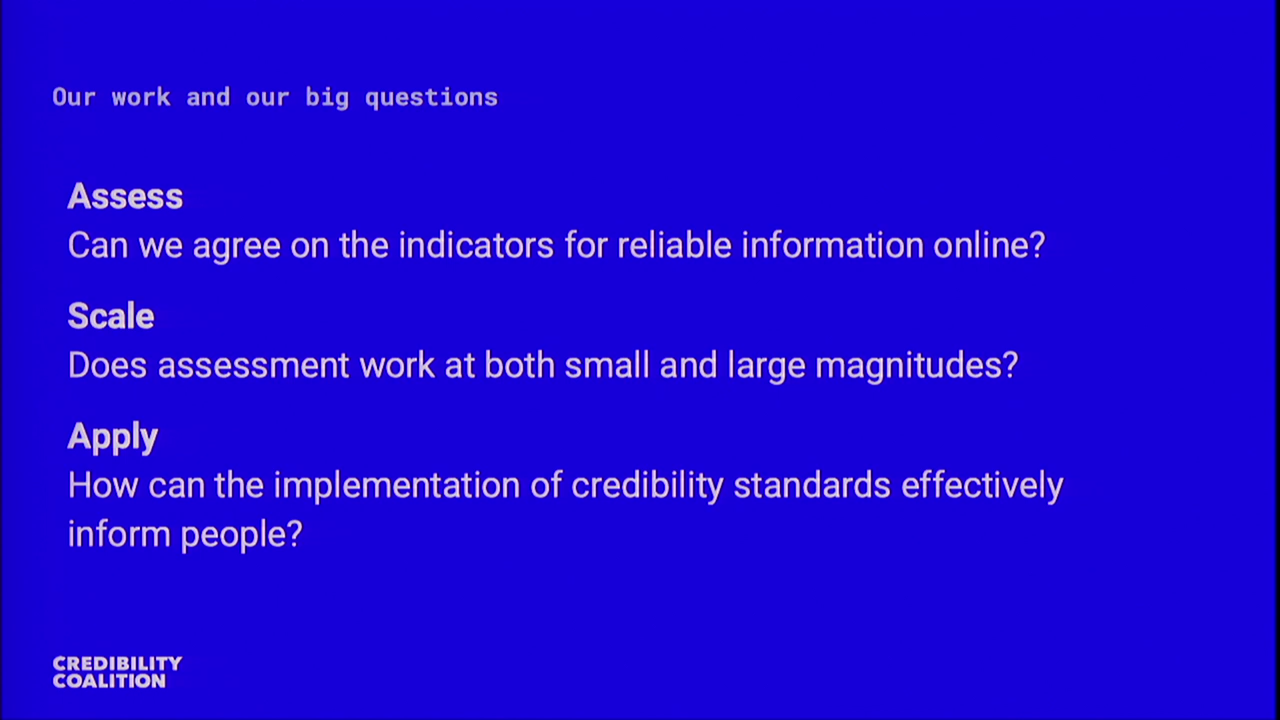 Our work and our big questions
Assess
Can we agree on the indicators for reliable information online?
Scale
Does assessment work at both small and large magnitudes?
Apply
How can the implementation of credibility standards effectively
inform people?
CREDIBILITY
COALITION